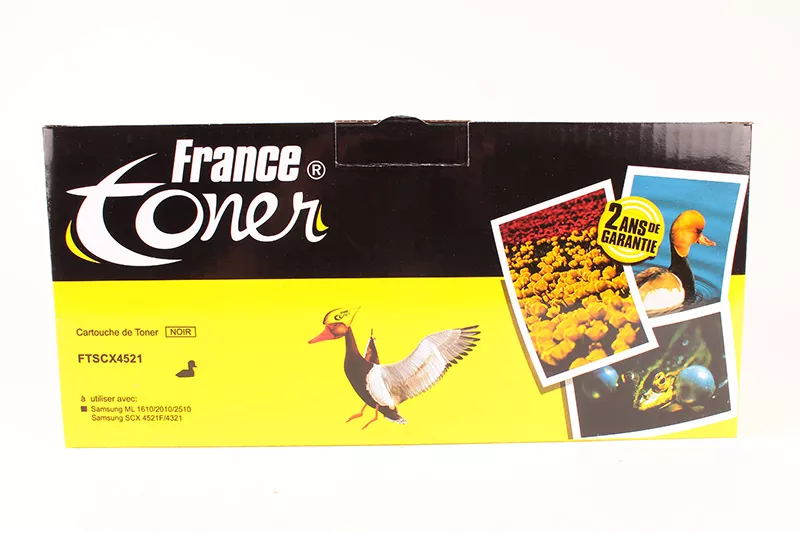 France
toner®
2 ANS DE
GARANTIE
Cartouche de Toner NOIR
FTSCX4521
à utiliser avec:
Samsung ML 1610/2010/2510
Samsung SCX 4521F/4321